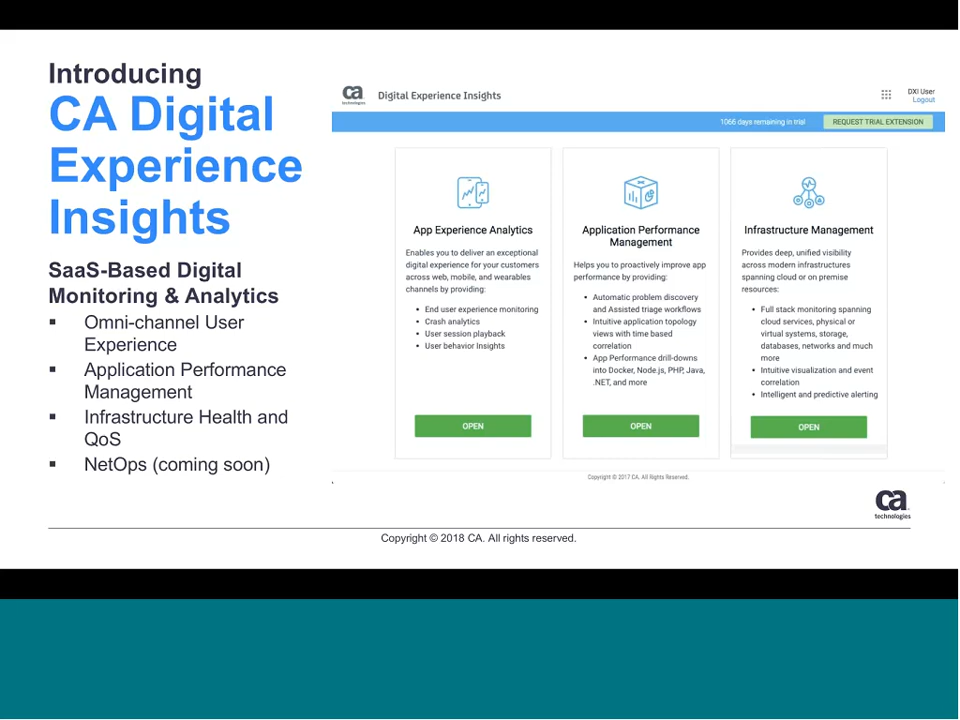 Introducing
CA Digital
Experience
Insights
SaaS-Based Digital
Monitoring & Analytics
▪ Omni-channel User
Experience
▪ Application Performance
Management
▪ Infrastructure Health and
QoS
▪ NetOps (coming soon)
ca
technologies
Digital Experience Insights
DXI User
Logout
1066 days remaining in trial
REQUEST TRIAL EXTENSION
App Experience Analytics
Enables you to deliver an exceptional
digital experience for your customers
across web, mobile, and wearables
channels by providing:
• End user experience monitoring
• Crash analytics
• User session playback
• User behavior Insights
OPEN
Application Performance
Management
Helps you to proactively improve app
performance by providing:
• Automatic problem discovery
and Assisted triage workflows
• Intuitive application topology
views with time based
correlation
• App Performance drill-downs
into Docker, Node.js, PHP, Java,
.NET, and more
OPEN
Infrastructure Management
Provides deep, unified visibility
across modern infrastructures
spanning cloud or on premise
resources:
• Full stack monitoring spanning
cloud services, physical or
virtual systems, storage,
databases, networks and much
more
• Intuitive visualization and event
correlation
• Intelligent and predictive alerting
OPEN
Copyright © 2017 CA. All Rights Reserved.
ca
technologies
Copyright © 2018 CA. All rights reserved.